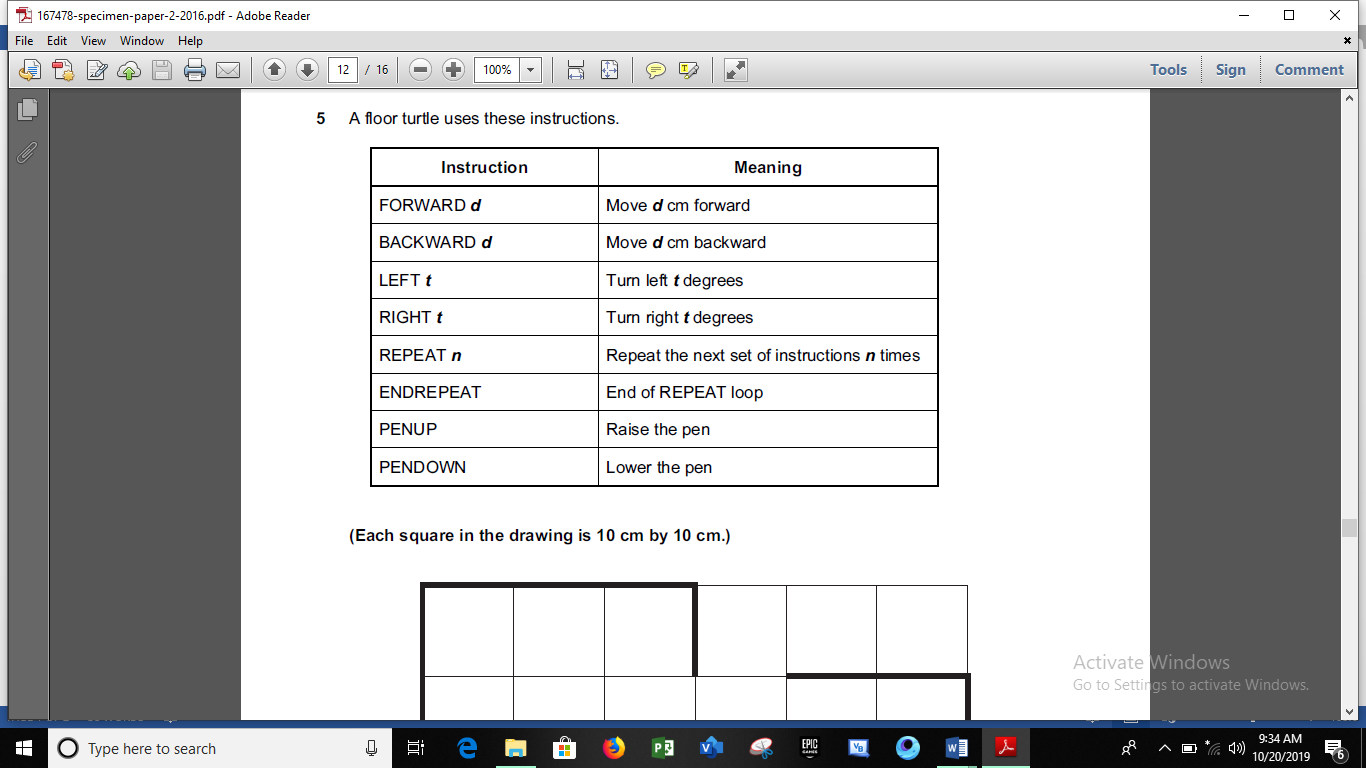 167478-specimen-paper-2-2016.pdf - Adobe Reader
File Edit View Window Help
12 / 16 100% Tools Sign Comment
5 A floor turtle uses these instructions.
Instruction Meaning
FORWARD d Move d cm forward
BACKWARD d Move d cm backward
LEFT t Turn left t degrees
RIGHT t Turn right t degrees
REPEAT n Repeat the next set of instructions n times
ENDREPEAT End of REPEAT loop
PENUP Raise the pen
PENDOWN Lower the pen
(Each square in the drawing is 10 cm by 10 cm.)
Activate Windows
Go to Settings to activate Windows.
Type here to search
EPIC GAMES
9:34 AM
10/20/2019
6